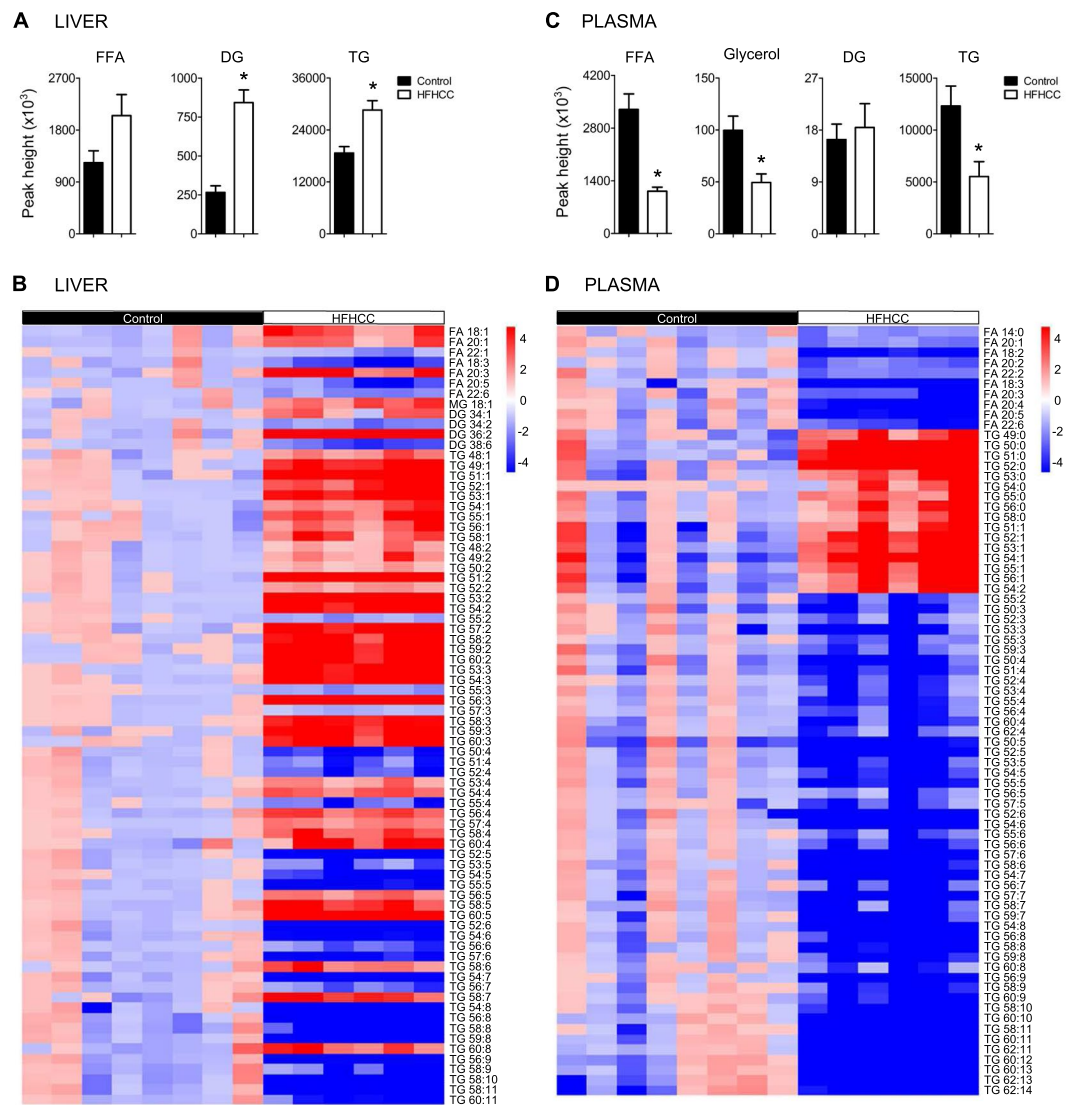 A LIVER
FFA
DG
TG
Peak height (x10³)
2700
1800
900
0
1000
750
500
250
0
*
36000
24000
12000
0
*
Control
HFHCC
C PLASMA
FFA
Glycerol
DG
TG
Peak height (x10³)
4200
2800
1400
0
*
150
100
50
0
*
27
18
9
0
15000
10000
5000
0
*
Control
HFHCC
B LIVER
Control
HFHCC
FA 18:1
FA 20:1
FA 22:1
FA 18:3
FA 20:3
FA 20:5
FA 22:6
MG 18:1
DG 34:1
DG 34:2
DG 36:2
DG 38:6
TG 48:1
TG 49:1
TG 51:1
TG 52:1
TG 53:1
TG 54:1
TG 55:1
TG 56:1
TG 58:1
TG 48:2
TG 49:2
TG 50:2
TG 51:2
TG 52:2
TG 53:2
TG 54:2
TG 55:2
TG 57:2
TG 58:2
TG 59:2
TG 60:2
TG 53:3
TG 54:3
TG 55:3
TG 56:3
TG 57:3
TG 58:3
TG 59:3
TG 60:3
TG 50:4
TG 51:4
TG 52:4
TG 53:4
TG 54:4
TG 55:4
TG 56:4
TG 57:4
TG 58:4
TG 60:4
TG 52:5
TG 53:5
TG 54:5
TG 55:5
TG 56:5
TG 58:5
TG 60:5
TG 52:6
TG 54:6
TG 56:6
TG 57:6
TG 58:6
TG 54:7
TG 56:7
TG 58:7
TG 54:8
TG 56:8
TG 58:8
TG 59:8
TG 60:8
TG 56:9
TG 58:9
TG 58:10
TG 58:11
TG 60:11
4
2
0
-2
-4
D PLASMA
Control
HFHCC
FA 14:0
FA 20:1
FA 18:2
FA 20:2
FA 22:2
FA 18:3
FA 20:3
FA 20:4
FA 20:5
FA 22:6
TG 49:0
TG 50:0
TG 51:0
TG 52:0
TG 53:0
TG 54:0
TG 55:0
TG 56:0
TG 58:0
TG 51:1
TG 52:1
TG 53:1
TG 54:1
TG 55:1
TG 56:1
TG 54:2
TG 55:2
TG 50:3
TG 52:3
TG 53:3
TG 55:3
TG 59:3
TG 50:4
TG 51:4
TG 52:4
TG 53:4
TG 55:4
TG 56:4
TG 60:4
TG 62:4
TG 50:5
TG 52:5
TG 53:5
TG 54:5
TG 55:5
TG 56:5
TG 57:5
TG 52:6
TG 54:6
TG 55:6
TG 56:6
TG 57:6
TG 58:6
TG 54:7
TG 56:7
TG 57:7
TG 58:7
TG 59:7
TG 54:8
TG 56:8
TG 58:8
TG 59:8
TG 60:8
TG 56:9
TG 58:9
TG 60:9
TG 58:10
TG 60:10
TG 58:11
TG 60:11
TG 62:11
TG 60:12
TG 60:13
TG 62:13
TG 62:14
4
2
0
-2
-4